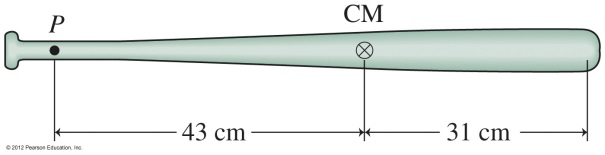 P
CM
43 cm
31 cm
© 2012 Pearson Education, Inc.